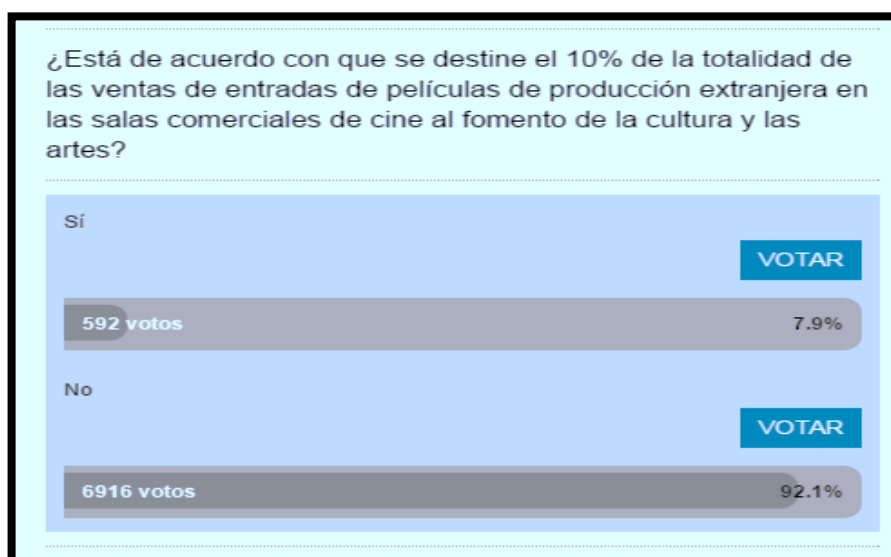 ¿Está de acuerdo con que se destine el 10% de la totalidad de
las ventas de entradas de películas de producción extranjera en
las salas comerciales de cine al fomento de la cultura y las
artes?
Sí
VOTAR
592 votos 7.9%
No
VOTAR
6916 votos 92.1%